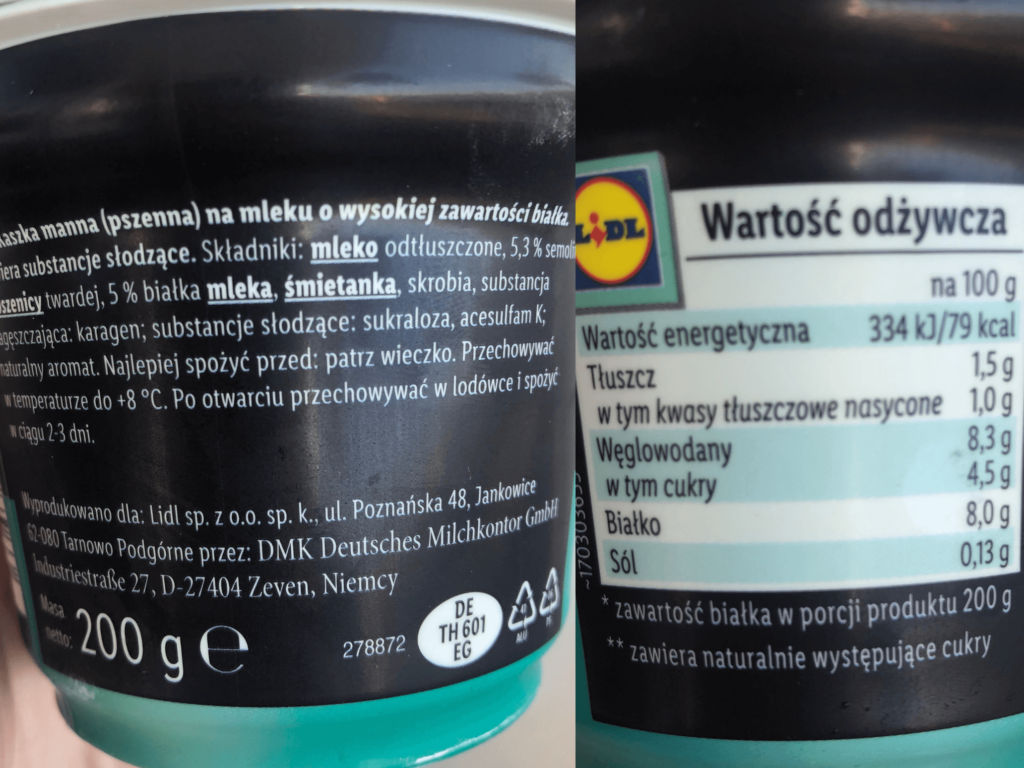 kaszka manna (pszenna) na mleku o wysokiej zawartości białka.
substancje słodzące. Składniki: mleko odtłuszczone, 5,3 %
twardej, 5 % białka mleka, śmietanka, skrobia, substancja
karagen; substancje słodzące: sukraloza, acesulfam K;
naturalny aromat. Najlepiej spożyć przed: patrz wieczko. Przechowywać
w temperaturze do +8 °C. Po otwarciu przechowywać w lodówce i spożyć
w ciągu 2-3 dni.
Wyprodukowano dla: Lidl sp. z o.o. sp. k., ul. Poznańska 48, Jankowice
62-080 Tarnowo Podgórne przez: DMK Deutsches Milchkontor GmbH
Industriestraße 27, D-27404 Zeven, Niemcy
Masa
netto:
200 g e
278872
DE
TH 601
EG
LIDL
Wartość odżywcza
na 100 g
Wartość energetyczna 334 kJ/79 kcal
Tłuszcz 1,5 g
w tym kwasy tłuszczowe nasycone 1,0 g
Węglowodany 8,3 g
w tym cukry 4,5 g
Białko 8,0 g
Sól 0,13 g
* zawartość białka w porcji produktu 200 g
** zawiera naturalnie występujące cukry